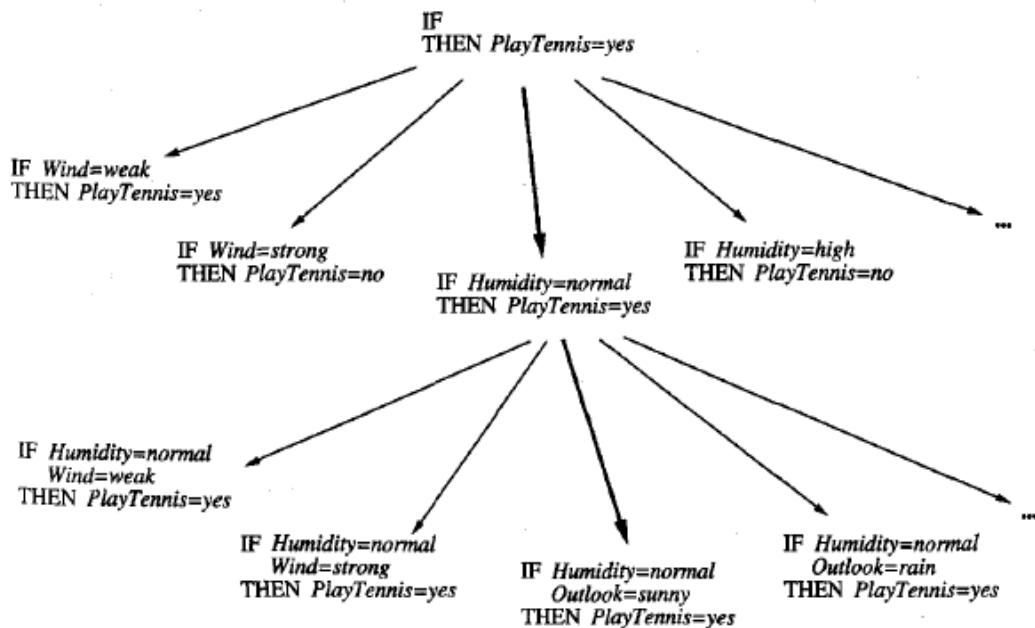 IF
THEN PlayTennis=yes
IF Wind=weak
THEN PlayTennis=yes
IF Wind=strong
THEN PlayTennis=no
IF Humidity=normal
THEN PlayTennis=yes
IF Humidity=high
THEN PlayTennis=no
...
IF Humidity=normal
Wind=weak
THEN PlayTennis=yes
IF Humidity=normal
Wind=strong
THEN PlayTennis=yes
IF Humidity=normal
Outlook=sunny
THEN PlayTennis=yes
IF Humidity=normal
Outlook=rain
THEN PlayTennis=yes
...